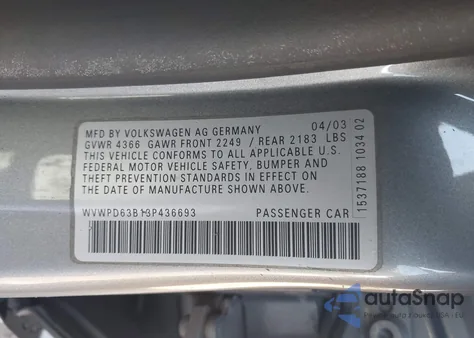 MFD BY VOLKSWAGEN AG GERMANY 04/03
GVWR 4366 GAWR FRONT 2249 / REAR 2183 LBS
THIS VEHICLE CONFORMS TO ALL APPLICABLE U.S.
FEDERAL MOTOR VEHICLE SAFETY, BUMPER AND
THEFT PREVENTION STANDARDS IN EFFECT ON
THE DATE OF MANUFACTURE SHOWN ABOVE.
WVWPD63B13P436693 PASSENGER CAR
1537188 1034 02
autoSnap